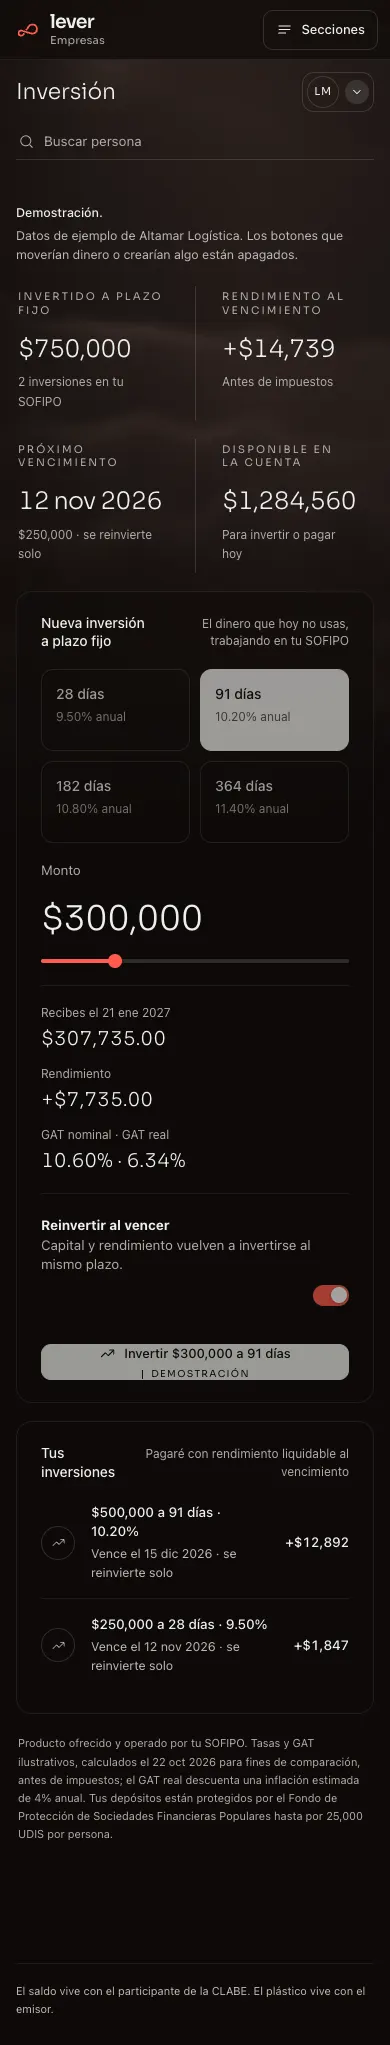 lever
Empresas
Secciones
Inversión
LM
Buscar persona
Demostración.
Datos de ejemplo de Altamar Logística. Los botones que
moverían dinero o crearían algo están apagados.
INVERTIDO A PLAZO
FIJO
$750,000
2 inversiones en tu
SOFIPO
RENDIMIENTO AL
VENCIMIENTO
+$14,739
Antes de impuestos
PRÓXIMO
VENCIMIENTO
12 nov 2026
$250,000 · se reinvierte
solo
DISPONIBLE EN
LA CUENTA
$1,284,560
Para invertir o pagar
hoy
Nueva inversión
a plazo fijo
El dinero que hoy no usas,
trabajando en tu SOFIPO
28 días
9.50% anual
91 días
10.20% anual
182 días
10.80% anual
364 días
11.40% anual
Monto
$300,000
Recibes el 21 ene 2027
$307,735.00
Rendimiento
+$7,735.00
GAT nominal · GAT real
10.60% · 6.34%
Reinvertir al vencer
Capital y rendimiento vuelven a invertirse al
mismo plazo.
Invertir $300,000 a 91 días
| DEMOSTRACIÓN
Tus
inversiones
Pagaré con rendimiento liquidable al
vencimiento
$500,000 a 91 días ·
10.20%
Vence el 15 dic 2026 · se
reinvierte solo
+$12,892
$250,000 a 28 días · 9.50%
Vence el 12 nov 2026 · se
reinvierte solo
+$1,847
Producto ofrecido y operado por tu SOFIPO. Tasas y GAT
ilustrativos, calculados el 22 oct 2026 para fines de comparación,
antes de impuestos; el GAT real descuenta una inflación estimada
de 4% anual. Tus depósitos están protegidos por el Fondo de
Protección de Sociedades Financieras Populares hasta por 25,000
UDIS por persona.
El saldo vive con el participante de la CLABE. El plástico vive con el
emisor.